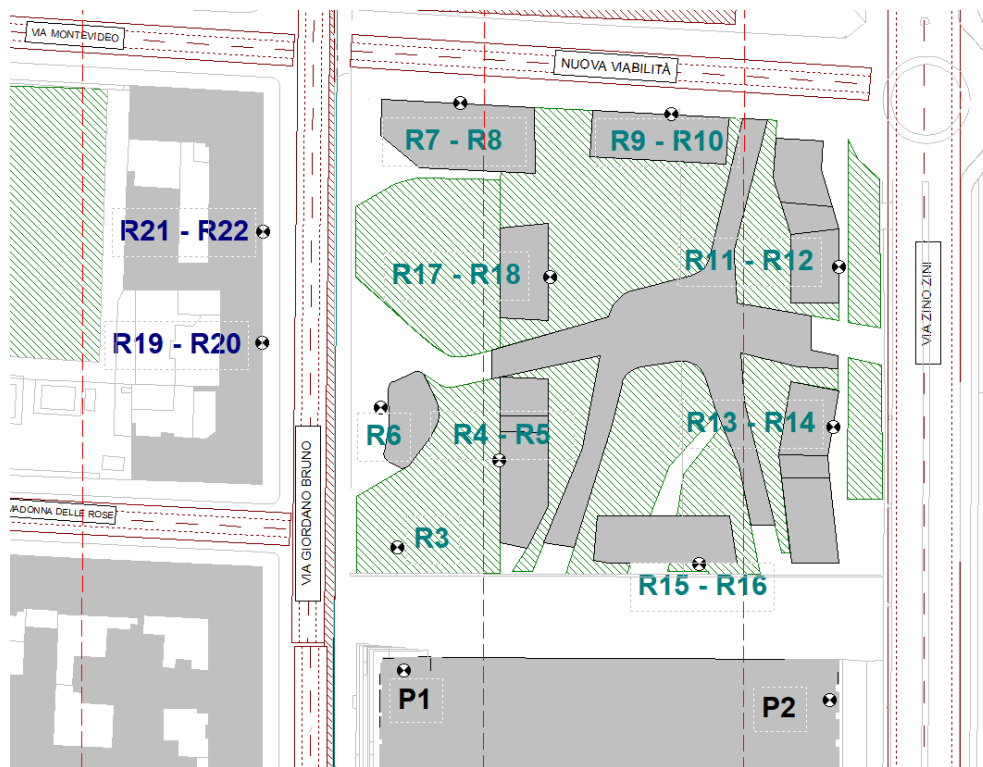 VIA MONTEVIDEO
NUOVA VIABILITÀ
R7 - R8
R9 - R10
R21 - R22
R17 - R18
R11 - R12
VIA ZINO ZINI
R19 - R20
R6
R4 - R5
R13 - R14
VIA GIORDANO BRUNO
MADONNA DELLE ROSE
R3
R15 - R16
P1
P2